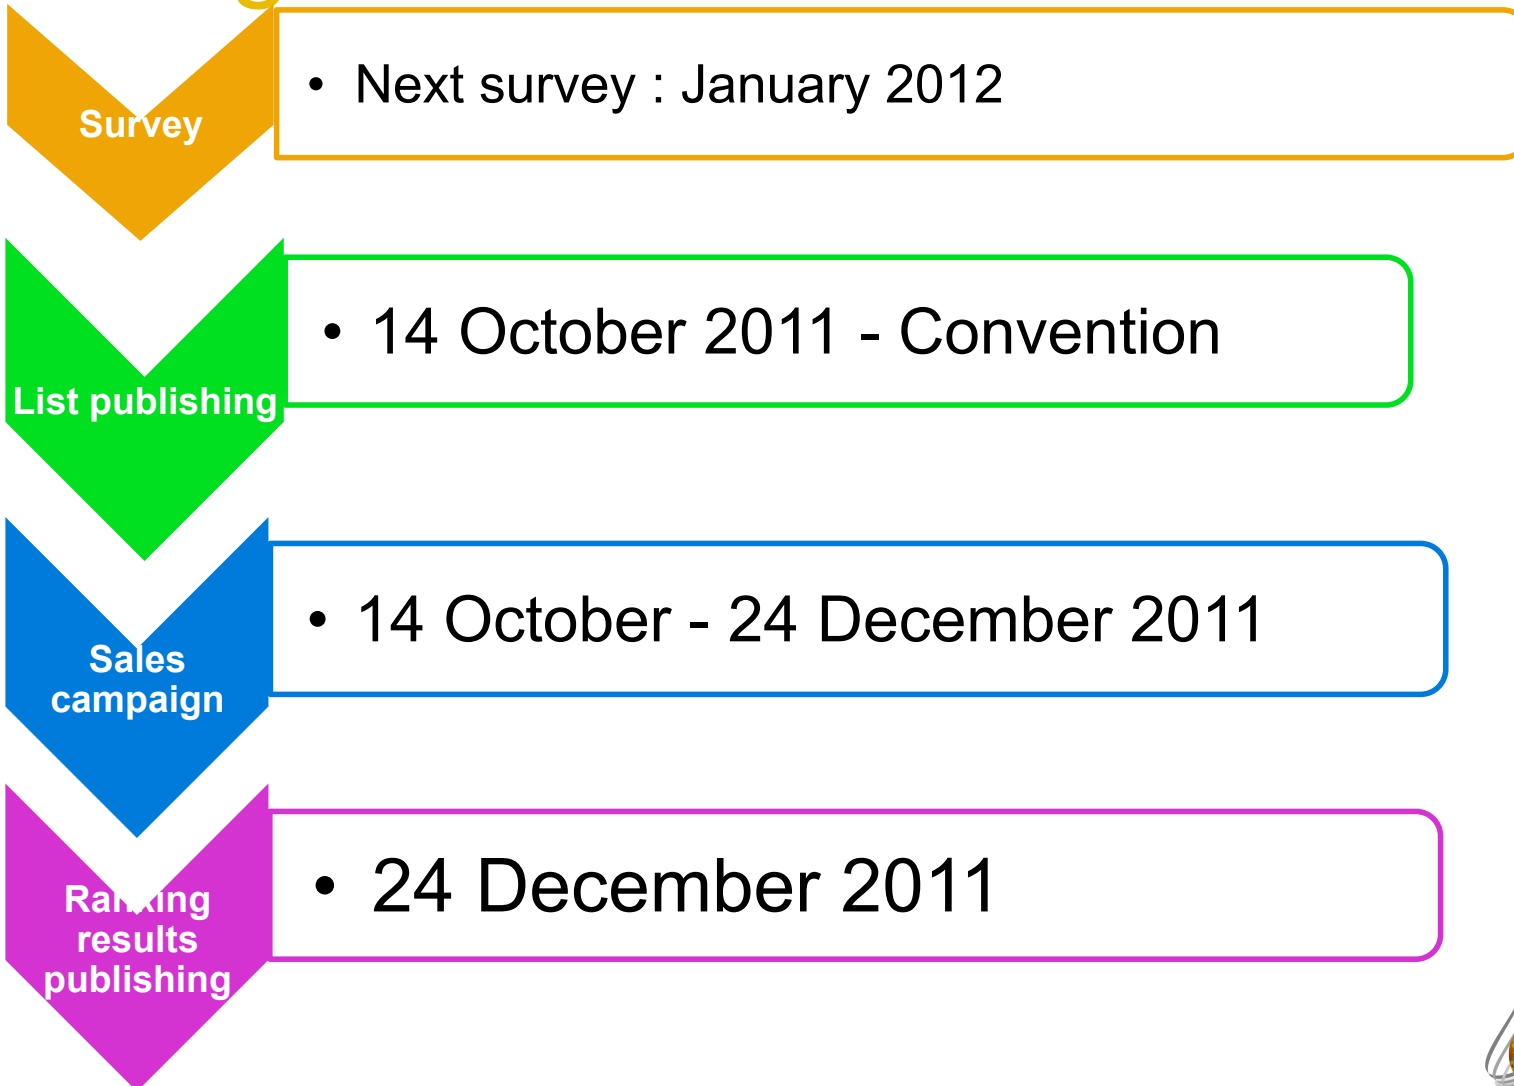 Survey
• Next survey : January 2012
List publishing
• 14 October 2011 - Convention
Sales
campaign
• 14 October - 24 December 2011
Ranking
results
publishing
• 24 December 2011